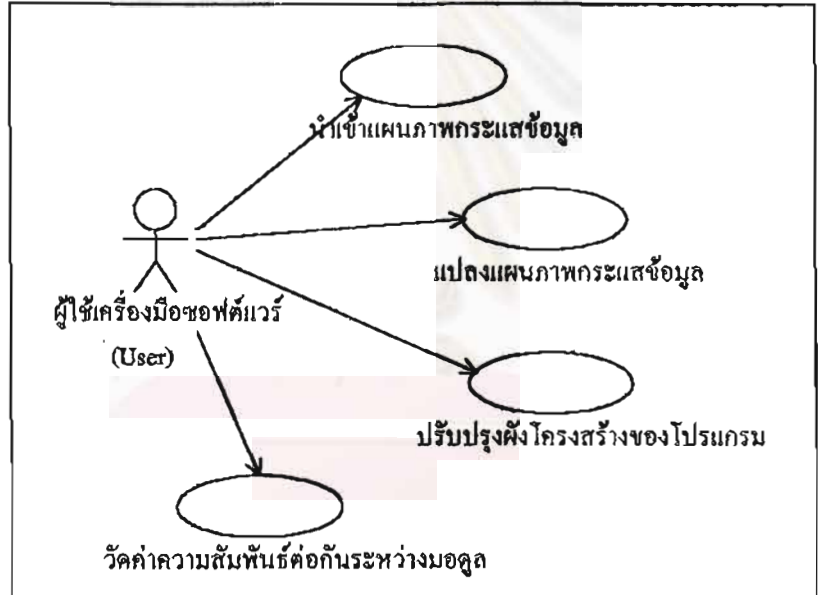 นำเข้าแผนภาพกระแสข้อมูล
แปลงแผนภาพกระแสข้อมูล
ผู้ใช้เครื่องมือซอฟต์แวร์
(User)
ปรับปรุงผังโครงสร้างของโปรแกรม
วัดค่าความสัมพันธ์ต่อกันระหว่างมอดูล